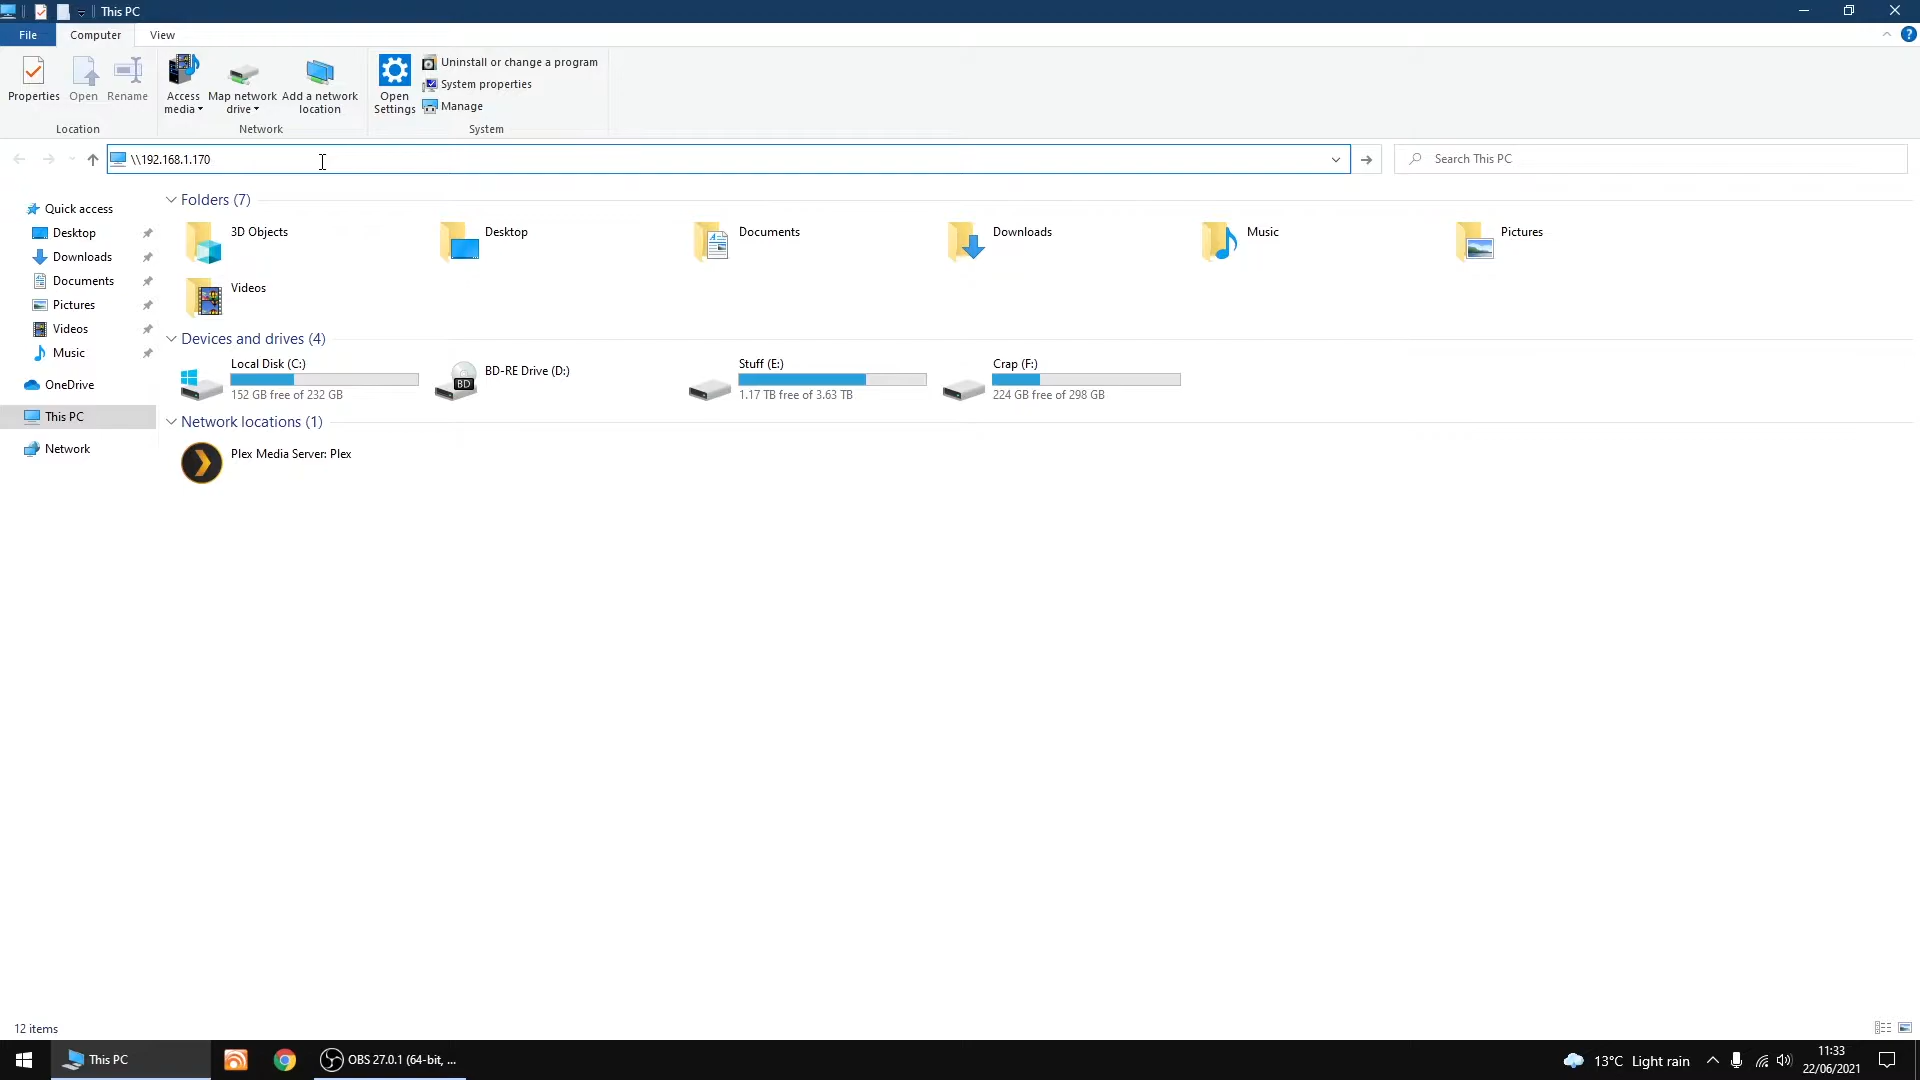 This PC
File
Computer
View
?
Properties
Open
Rename
Access
media
Map network
drive
Add a network
location
Open
Settings
Uninstall or change a program
System properties
Manage
Location
Network
System
\\192.168.1.170
Search This PC
Quick access
Desktop
Downloads
Documents
Pictures
Videos
Music
OneDrive
This PC
Network
Folders (7)
3D Objects
Desktop
Documents
Downloads
Music
Pictures
Videos
Devices and drives (4)
Local Disk (C:)
152 GB free of 232 GB
BD
BD-RE Drive (D:)
Stuff (E:)
1.17 TB free of 3.63 TB
Crap (F:)
224 GB free of 298 GB
Network locations (1)
Plex Media Server: Plex
12 items
This PC
OBS 27.0.1 (64-bit, ...
13°C Light rain
11:33
22/06/2021